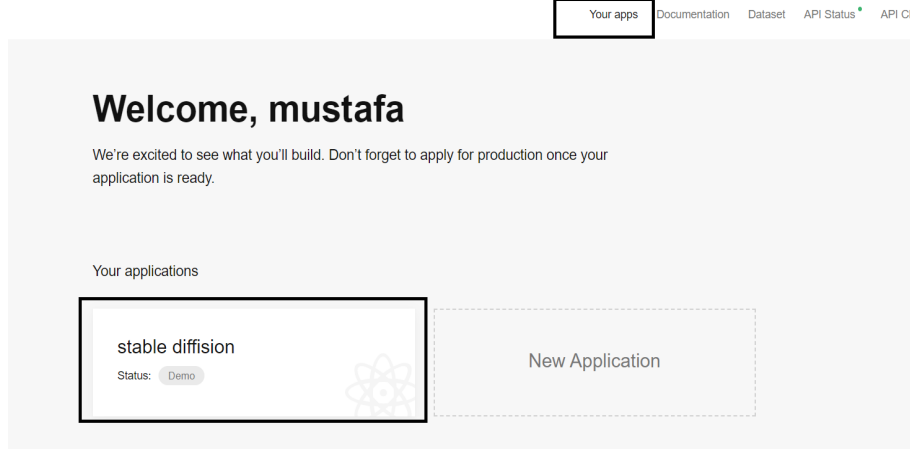 Your apps Documentation Dataset API Status
Welcome, mustafa
We're excited to see what you'll build. Don't forget to apply for production once your
application is ready.
Your applications
stable diffision
Status: Demo
New Application